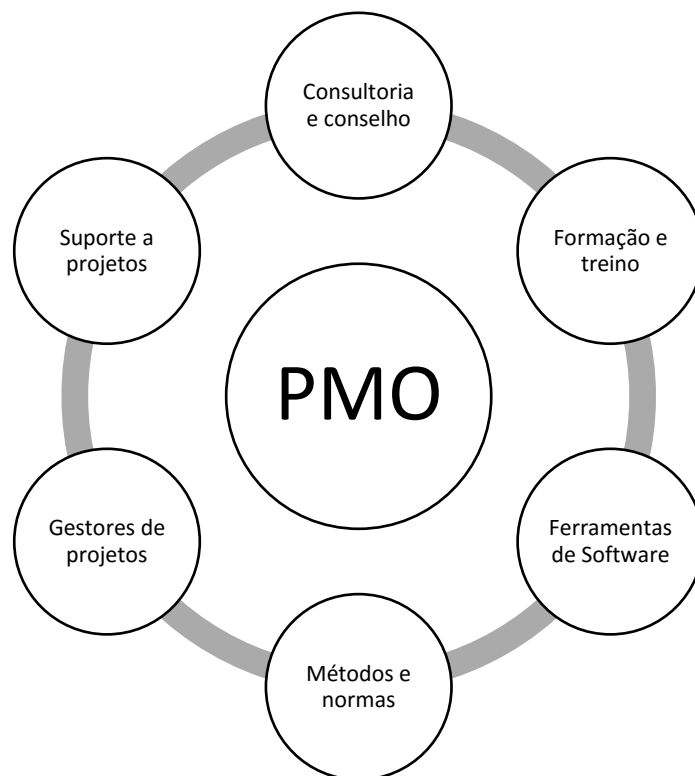 Consultoria
e conselho
Formação e
treino
Ferramentas
de Software
Métodos e
normas
Gestores de
projetos
Suporte a
projetos
PMO